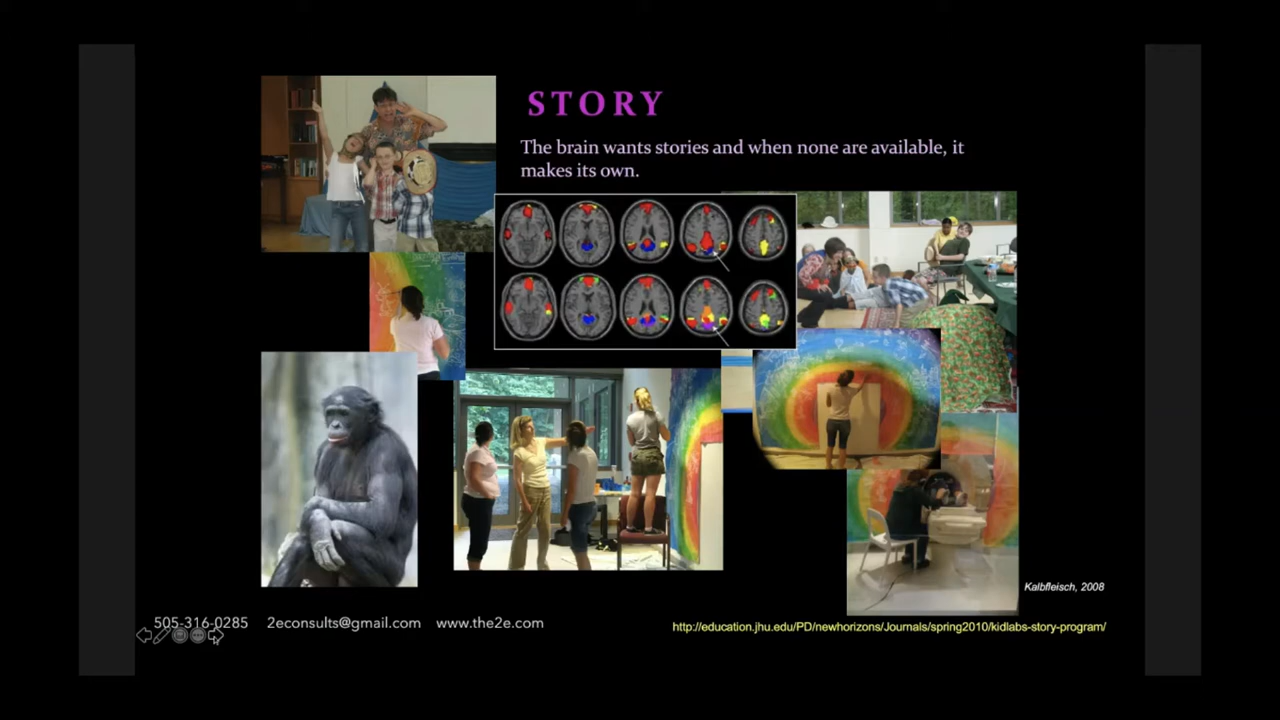 STORY
The brain wants stories and when none are available, it
makes its own.
Kalbfleisch, 2008
505-316-0285 2econsults@gmail.com www.the2e.com
http://education.jhu.edu/PD/newhorizons/Journals/spring2010/kidlabs-story-program/